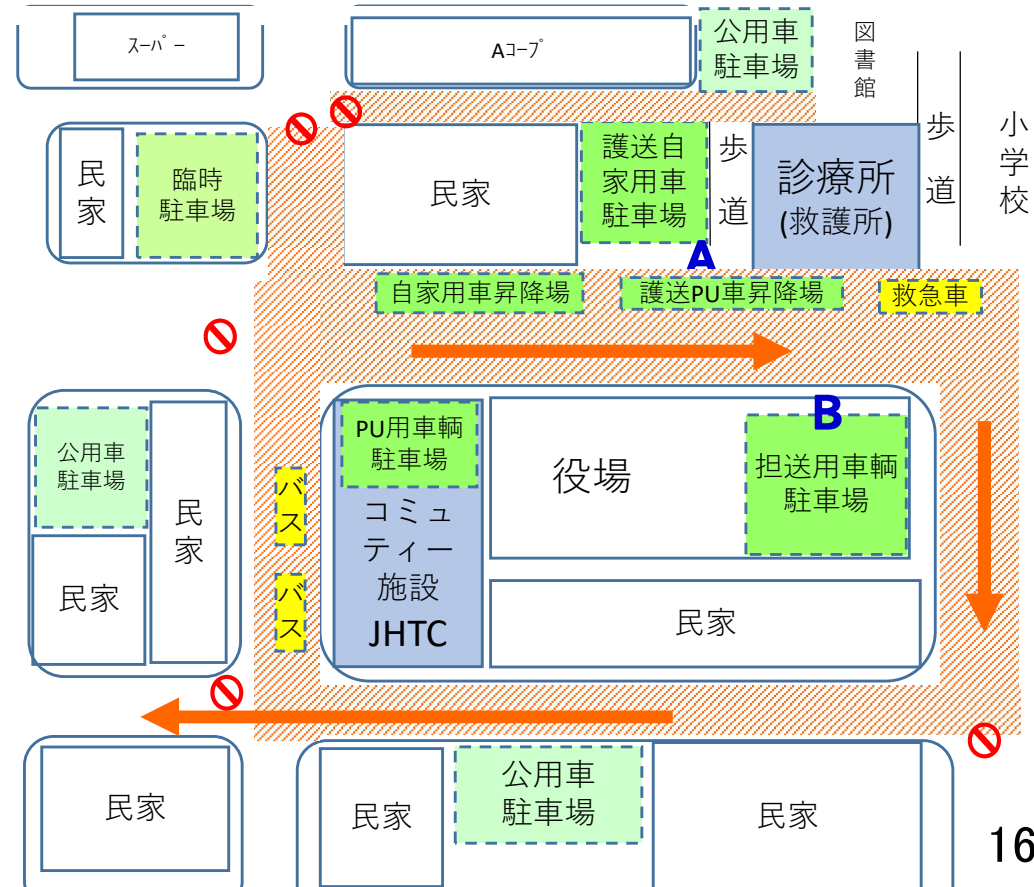 ｽｰﾊﾟｰ
Aｺｰﾌﾟ
公用車
駐車場
図
書
館
民
家
臨時
駐車場
民家
護送自
家用車
駐車場
歩
道
診療所
(救護所)
歩
道
小
学
校
A
自家用車昇降場
護送PU車昇降場
救急車
公用車
駐車場
民
家
民家
バ
ス
バ
ス
PU用車輌
駐車場
コミュ
ティー
施設
JHTC
役場
B
担送用車輌
駐車場
民家
民家
民家
公用車
駐車場
民家
16